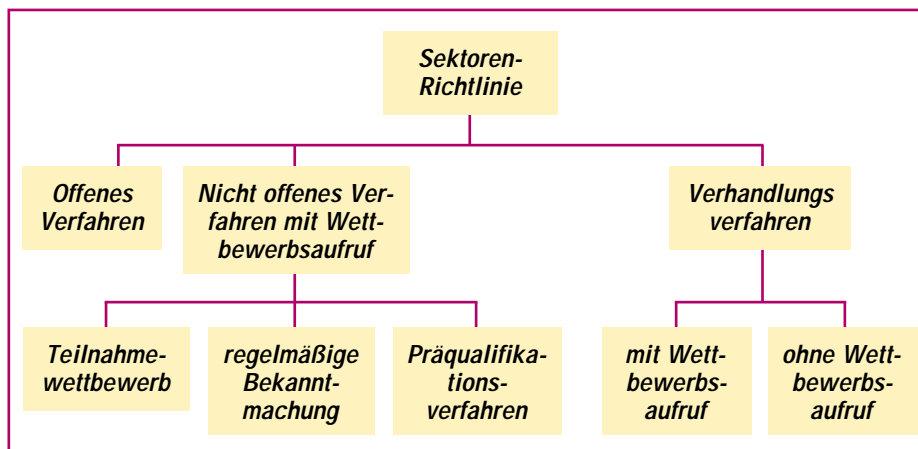 Sektoren-
Richtlinie
Offenes
Verfahren
Nicht offenes Ver-
fahren mit Wett-
bewerbsaufruf
Verhandlungs
verfahren
Teilnahme-
wettbewerb
regelmäßige
Bekannt-
machung
Präqualifika-
tions-
verfahren
mit Wett-
bewerbs-
aufruf
ohne Wett-
bewerbs-
aufruf